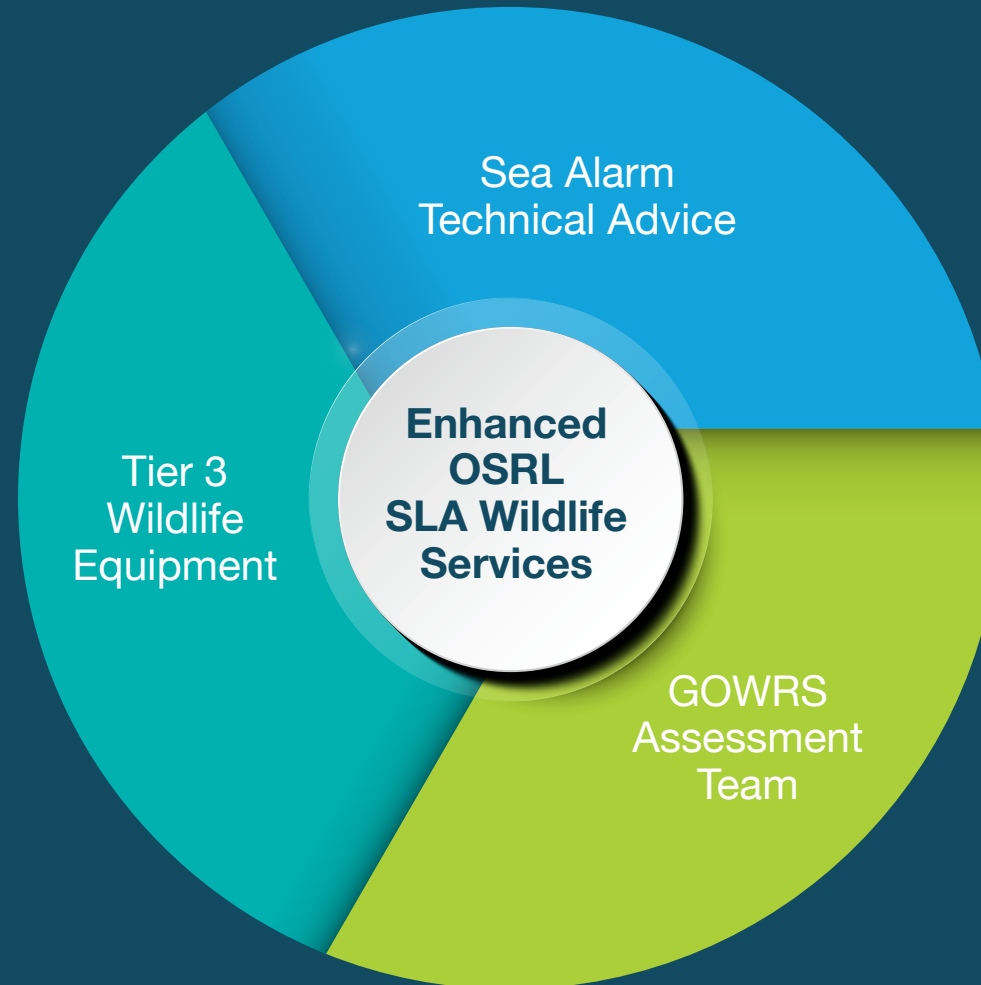 Sea Alarm
Technical Advice
Enhanced
OSRL
SLA Wildlife
Services
Tier 3
Wildlife
Equipment
GOWRS
Assessment
Team